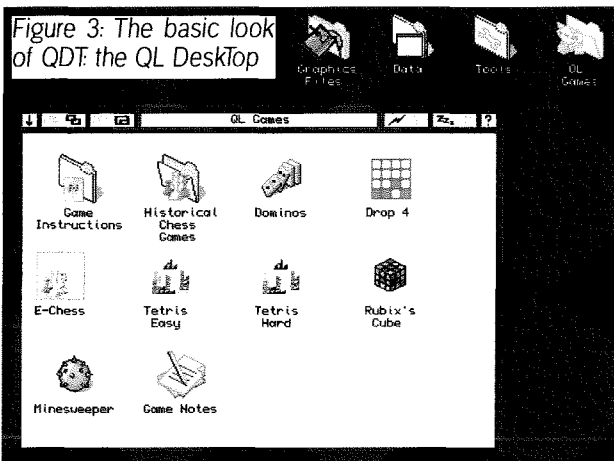 Figure 3: The basic look
of QDT: the QL DeskTop
Graphics
Files
Data
Tools
QL
Games
QL Games
Zzz
?
Game
Instructions
Historical
Chess
Games
Dominos
Drop 4
E-Chess
Tetris
Easy
Tetris
Hard
Rubix's
Cube
Minesweeper
Game Notes